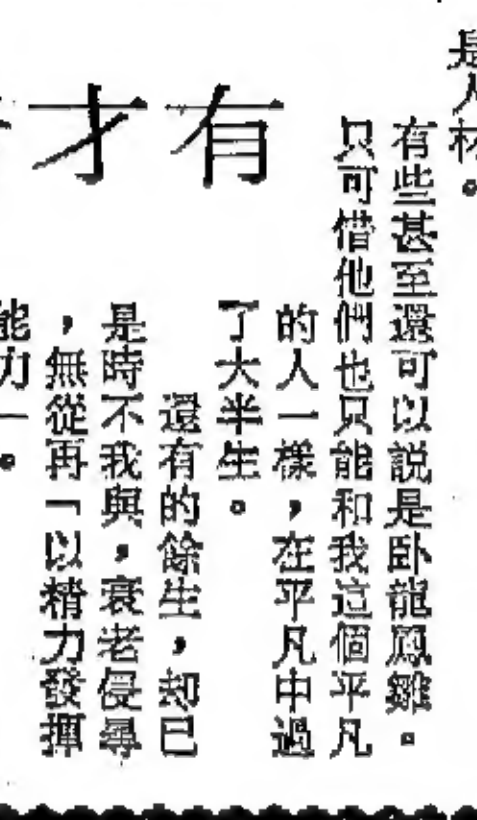 是人材。
有些甚至還可以説是卧龍鳳雛。
只可惜他們也只能和我這個平凡
的人一樣，在平凡中過
了大半生。
還有的餘生，却已
是時不我與，衰老侵尋
，無從再「以精力發揮
能力一。
有才